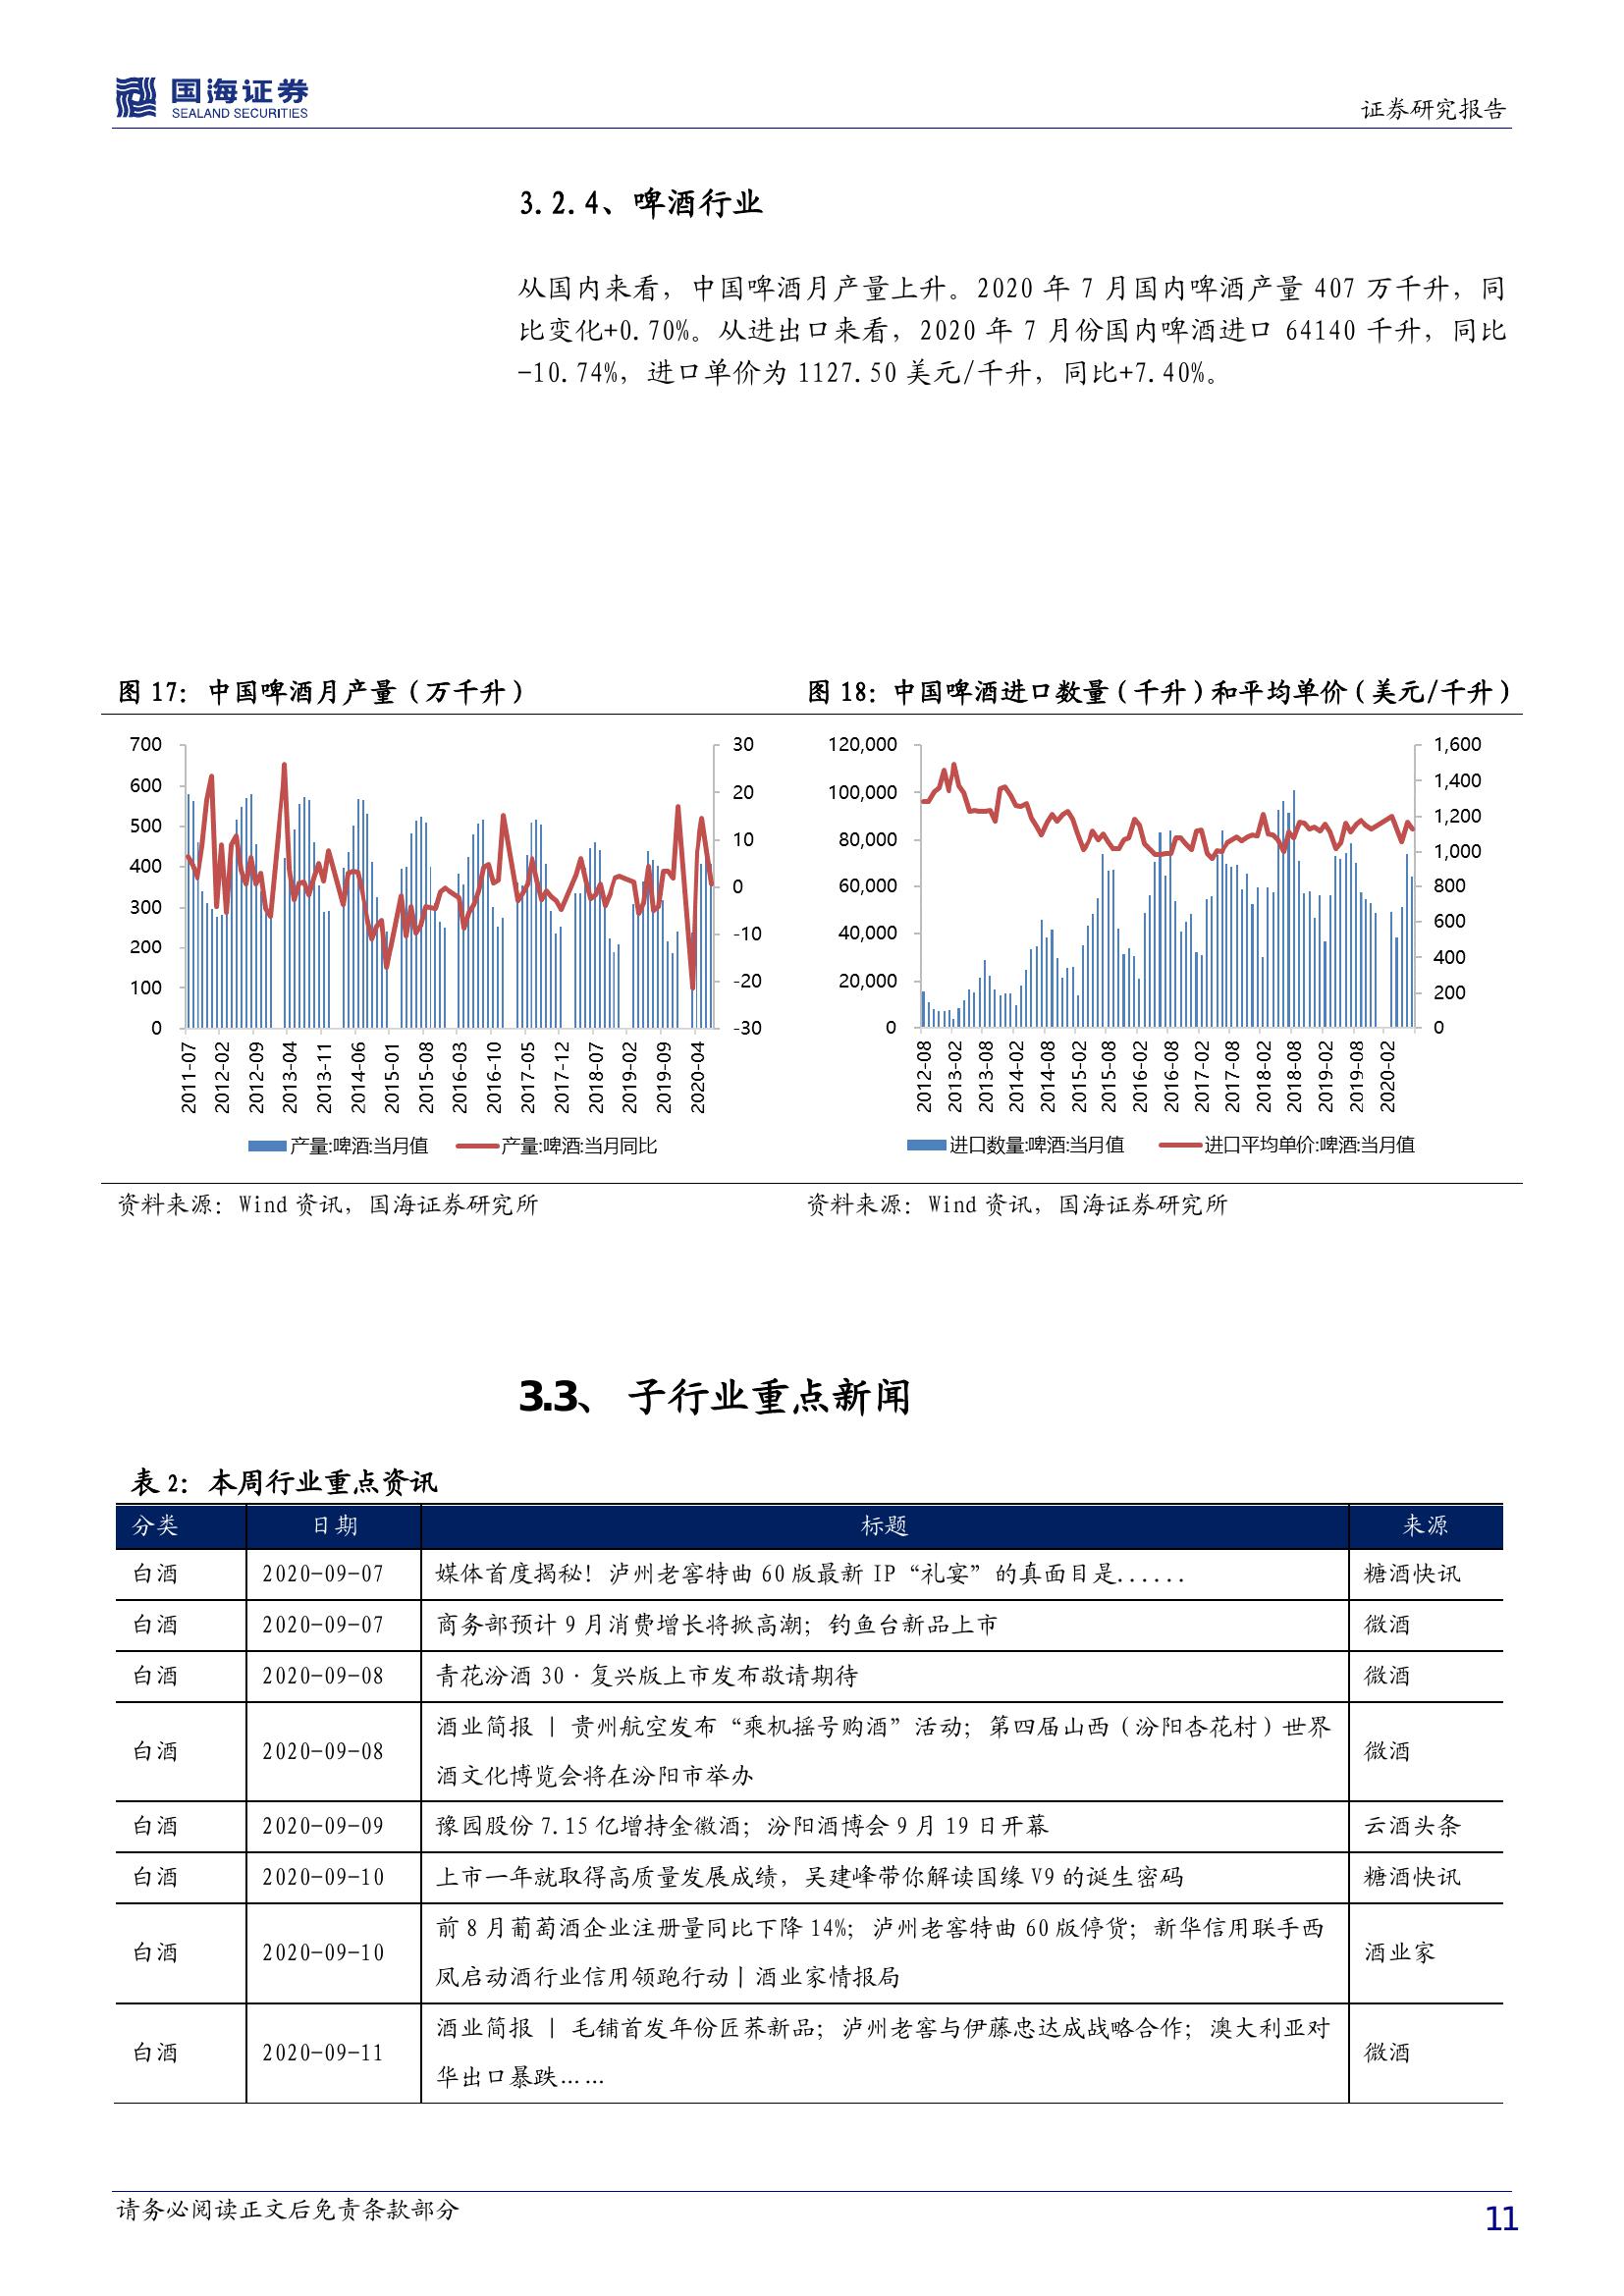 国海证券
SEALAND SECURITIES
证券研究报告
3.2.4、啤酒行业
从国内来看，中国啤酒月产量上升。2020 年 7 月国内啤酒产量 407 万千升，同
比变化+0.70%。从进出口来看，2020 年 7 月份国内啤酒进口 64140 千升，同比
-10.74%，进口单价为 1127.50 美元/千升，同比+7.40%。
图 17：中国啤酒月产量（万千升）
700
600
500
400
300
200
100
0
30
20
10
0
-10
-20
-30
2011-07
2012-02
2012-09
2013-04
2013-11
2014-06
2015-01
2015-08
2016-03
2016-10
2017-05
2017-12
2018-07
2019-02
2019-09
2020-04
产量:啤酒:当月值
产量:啤酒:当月同比
资料来源：Wind 资讯，国海证券研究所
图 18：中国啤酒进口数量（千升）和平均单价（美元/千升）
120,000
100,000
80,000
60,000
40,000
20,000
0
1,600
1,400
1,200
1,000
800
600
400
200
0
2012-08
2013-02
2013-08
2014-02
2014-08
2015-02
2015-08
2016-02
2016-08
2017-02
2017-08
2018-02
2018-08
2019-02
2019-08
2020-02
进口数量:啤酒:当月值
进口平均单价:啤酒:当月值
资料来源：Wind 资讯，国海证券研究所
3.3、 子行业重点新闻
表 2：本周行业重点资讯
分类 日期 标题 来源
白酒 2020-09-07 媒体首度揭秘！泸州老窖特曲 60 版最新 IP“礼宴”的真面目是...... 糖酒快讯
白酒 2020-09-07 商务部预计 9 月消费增长将掀高潮；钓鱼台新品上市 微酒
白酒 2020-09-08 青花汾酒 30·复兴版上市发布敬请期待 微酒
白酒 2020-09-08 酒业简报 丨 贵州航空发布“乘机摇号购酒”活动；第四届山西（汾阳杏花村）世界
酒文化博览会将在汾阳市举办 微酒
白酒 2020-09-09 豫园股份 7.15 亿增持金徽酒；汾阳酒博会 9 月 19 日开幕 云酒头条
白酒 2020-09-10 上市一年就取得高质量发展成绩，吴建峰带你解读国缘 V9 的诞生密码 糖酒快讯
白酒 2020-09-10 前 8 月葡萄酒企业注册量同比下降 14%；泸州老窖特曲 60 版停货；新华信用联手西
凤启动酒行业信用领跑行动丨酒业家情报局 酒业家
白酒 2020-09-11 酒业简报 丨 毛铺首发年份匠荞新品；泸州老窖与伊藤忠达成战略合作；澳大利亚对
华出口暴跌…… 微酒
请务必阅读正文后免责条款部分
11